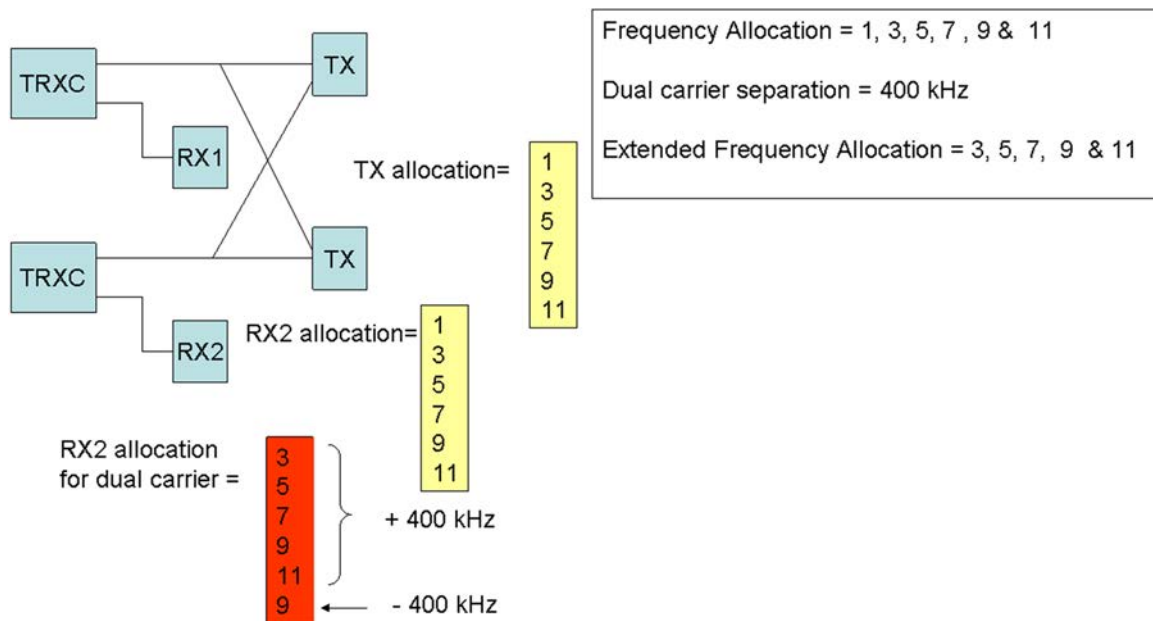 TRXC
TX
RX1
TX allocation=
1
3
5
7
9
11
TRXC
TX
RX2
RX2 allocation=
1
3
5
7
9
11
RX2 allocation
for dual carrier =
3
5
7
9
11
9
+ 400 kHz
- 400 kHz
Frequency Allocation = 1, 3, 5, 7 , 9 & 11
Dual carrier separation = 400 kHz
Extended Frequency Allocation = 3, 5, 7, 9 & 11